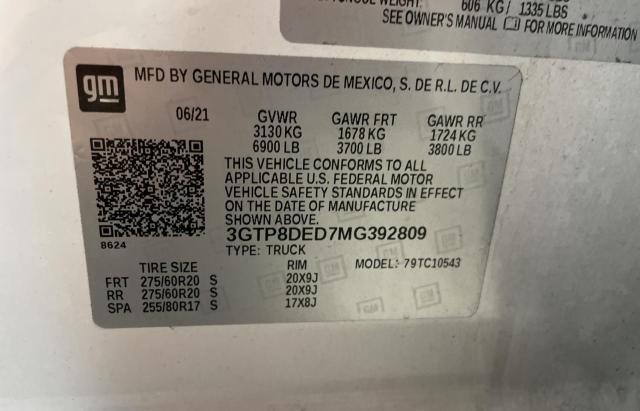 TONGUE WEIGHT: 606 KG/ 1335 LBS
SEE OWNER'S MANUAL FOR MORE INFORMATION
gm
MFD BY GENERAL MOTORS DE MEXICO, S. DE R.L. DE C.V.
06/21 GVWR GAWR FRT GAWR RR
3130 KG 1678 KG 1724 KG
6900 LB 3700 LB 3800 LB
THIS VEHICLE CONFORMS TO ALL
APPLICABLE U.S. FEDERAL MOTOR
VEHICLE SAFETY STANDARDS IN EFFECT
ON THE DATE OF MANUFACTURE
SHOWN ABOVE.
8624
3GTP8DED7MG392809
TYPE: TRUCK MODEL: 79TC10543
TIRE SIZE RIM
FRT 275/60R20 S 20X9J
RR 275/60R20 S 20X9J
SPA 255/80R17 S 17X8J